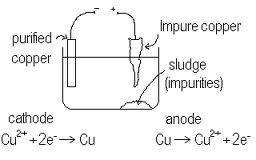 - +
purified
copper
Impure copper
sludge
(impurities)
cathode
anode
Cu²⁺ +2e⁻ → Cu
Cu → Cu²⁺ +2e⁻